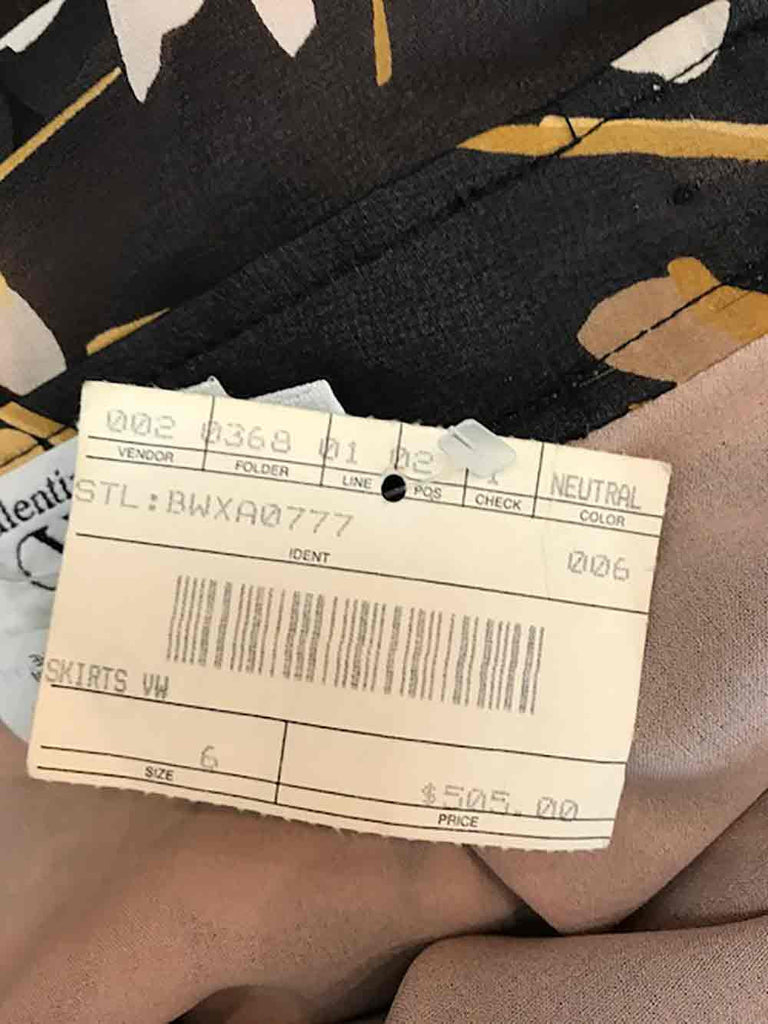 002 0368 01 02 1 NEUTRAL
VENDOR FOLDER LINE POS CHECK COLOR
STL:BWXA0777 006
IDENT
SKIRTS VW
6
SIZE
$505.00
PRICE
lenti